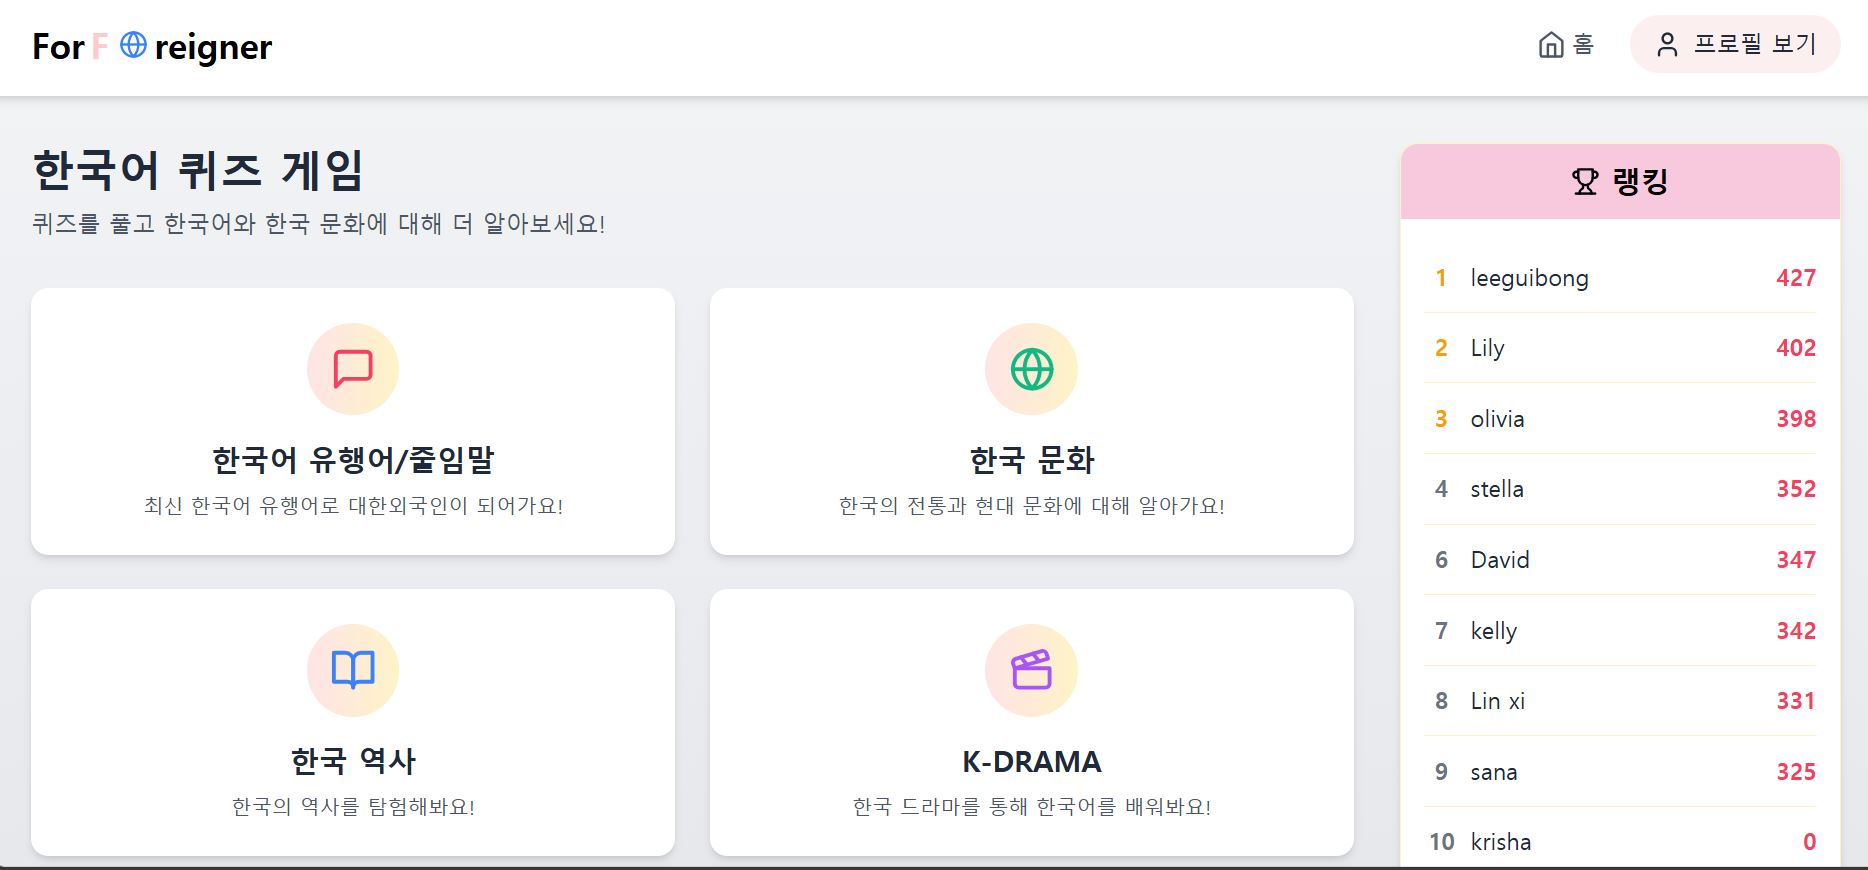 For F reigner
홈
프로필 보기
한국어 퀴즈 게임
퀴즈를 풀고 한국어와 한국 문화에 대해 더 알아보세요!
한국어 유행어/줄임말
최신 한국어 유행어로 대한외국인이 되어가요!
한국 문화
한국의 전통과 현대 문화에 대해 알아가요!
한국 역사
한국의 역사를 탐험해봐요!
K-DRAMA
한국 드라마를 통해 한국어를 배워봐요!
랭킹
1 leeguibong 427
2 Lily 402
3 olivia 398
4 stella 352
6 David 347
7 kelly 342
8 Lin xi 331
9 sana 325
10 krisha 0